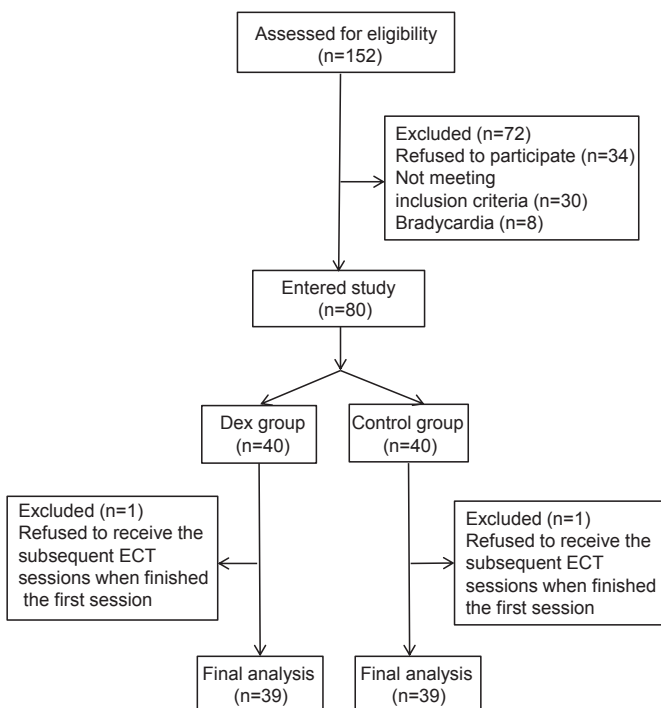 Assessed for eligibility
(n=152)
Excluded (n=72)
Refused to participate (n=34)
Not meeting
inclusion criteria (n=30)
Bradycardia (n=8)
Entered study
(n=80)
Dex group
(n=40)
Control group
(n=40)
Excluded (n=1)
Refused to receive the
subsequent ECT
sessions when finished
the first session
Excluded (n=1)
Refused to receive the
subsequent ECT
sessions when finished
the first session
Final analysis
(n=39)
Final analysis
(n=39)